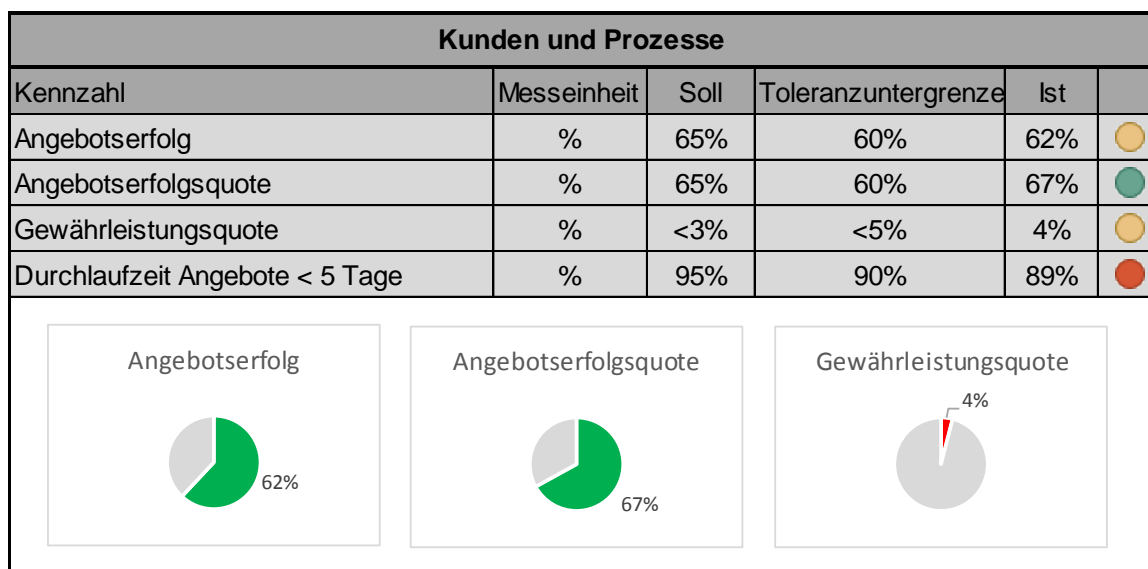 Kunden und Prozesse
Kennzahl Messeinheit Soll Toleranzuntergrenze Ist
Angebotserfolg % 65% 60% 62%
Angebotserfolgsquote % 65% 60% 67%
Gewährleistungsquote % <3% <5% 4%
Durchlaufzeit Angebote < 5 Tage % 95% 90% 89%
Angebotserfolg
62%
Angebotserfolgsquote
67%
Gewährleistungsquote
4%